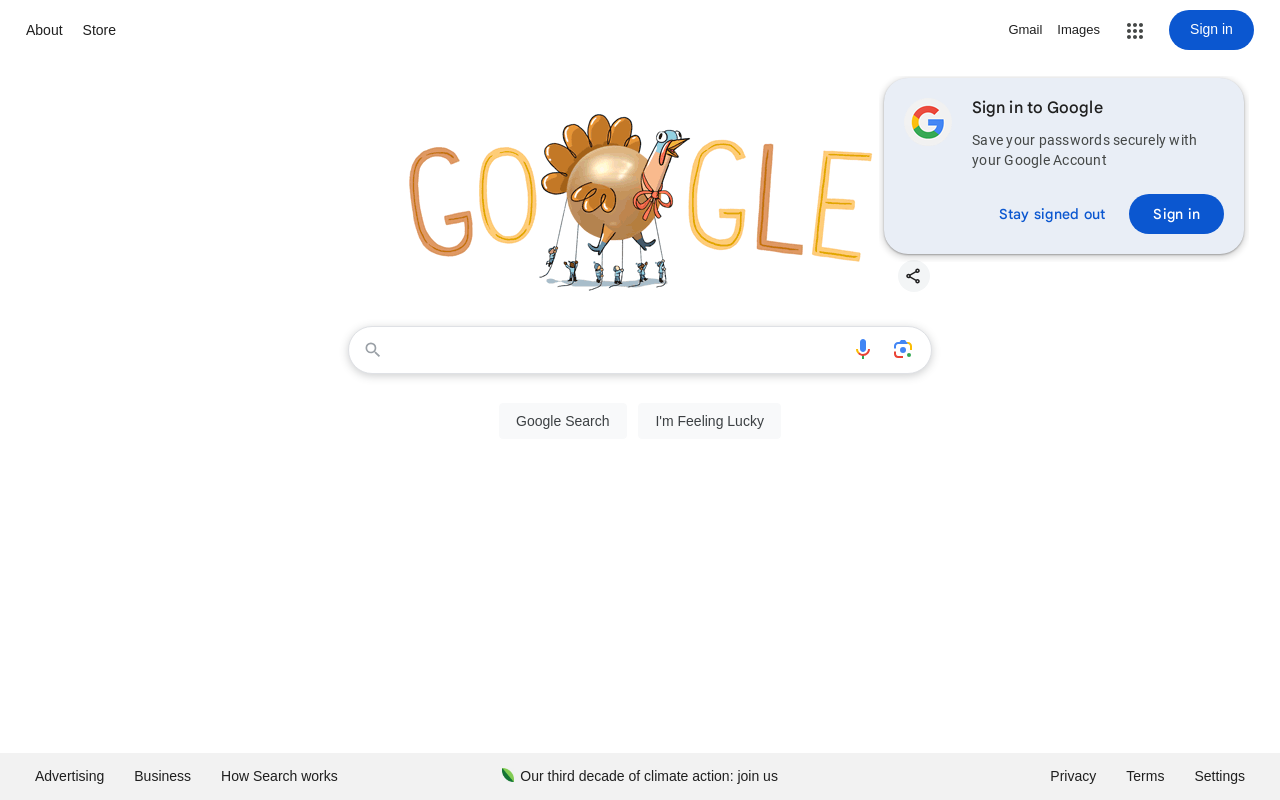 About Store
Gmail Images
Sign in
GOOGLE
Sign in to Google
Save your passwords securely with
your Google Account
Stay signed out
Sign in
Google Search
I'm Feeling Lucky
Advertising Business How Search works
Our third decade of climate action: join us
Privacy Terms Settings